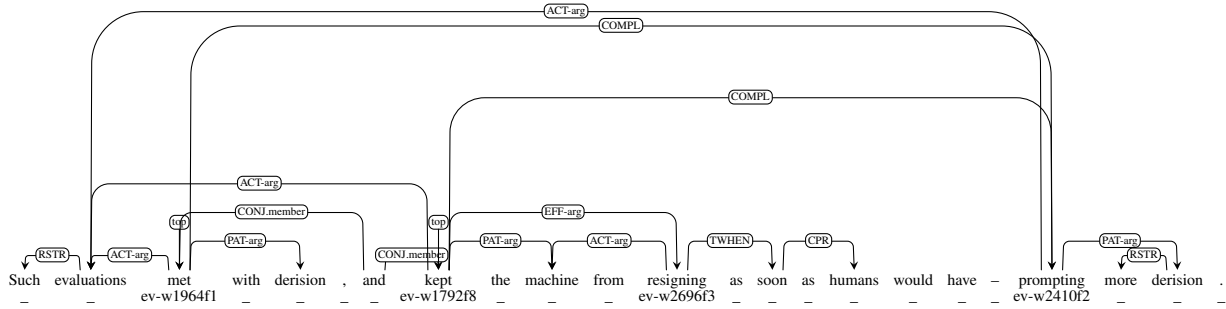 ACT-arg
COMPL
COMPL
ACT-arg
CONJ.member EFF-arg
top top
RSTR ACT-arg PAT-arg CONJ.member PAT-arg ACT-arg TWHEN CPR PAT-arg RSTR
Such evaluations met with derision , and kept the machine from resigning as soon as humans would have – prompting more derision .
_ _ ev-w1964f1 _ _ _ _ ev-w1792f8 _ _ _ ev-w2696f3 _ _ _ _ _ _ _ ev-w2410f2 _ _ _